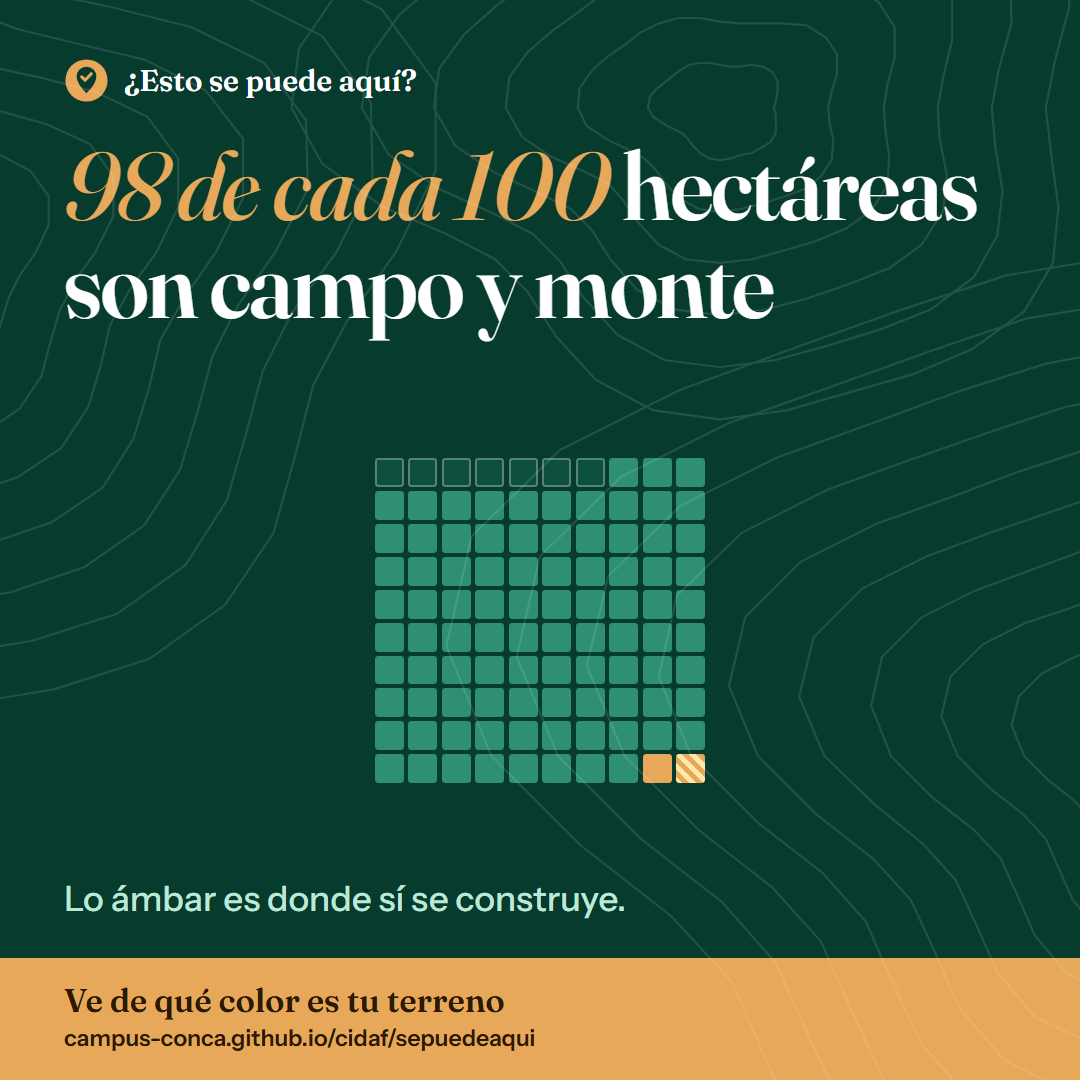 ¿Esto se puede aquí?
98 de cada 100 hectáreas
son campo y monte
Lo ámbar es donde sí se construye.
Ve de qué color es tu terreno
campus-conca.github.io/cidaf/sepuedeaqui